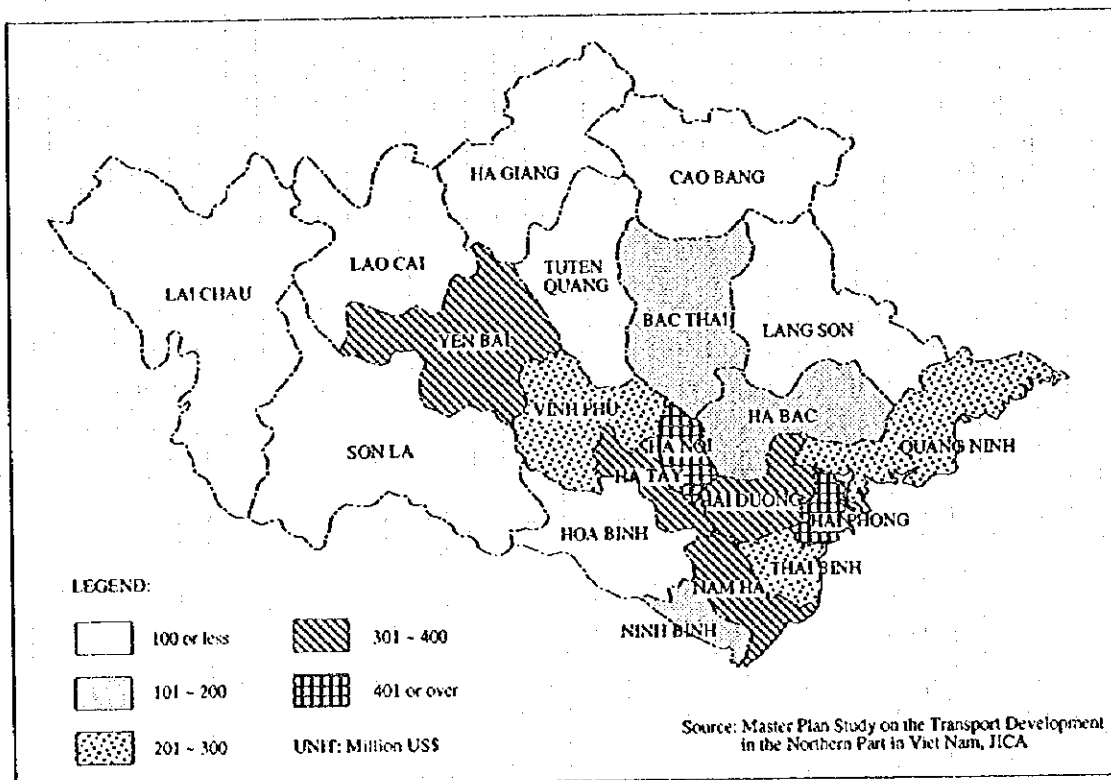 HA GIANG
CAO BANG
LAO CAI
TUTEN
QUANG
LAI CHAU
BAC THAI
LANG SON
YEN BAI
VINH PHU
HA BAC
HA NOI
QUANG NINH
SON LA
HA TAY
HAI DUONG
HAI PHONG
HOA BINH
THAI BINH
NAM HA
NINH BINH
LEGEND:
100 or less
301 ~ 400
101 ~ 200
401 or over
201 ~ 300
UNIT: Million US$
Source: Master Plan Study on the Transport Development
in the Northern Part in Viet Nam, JICA